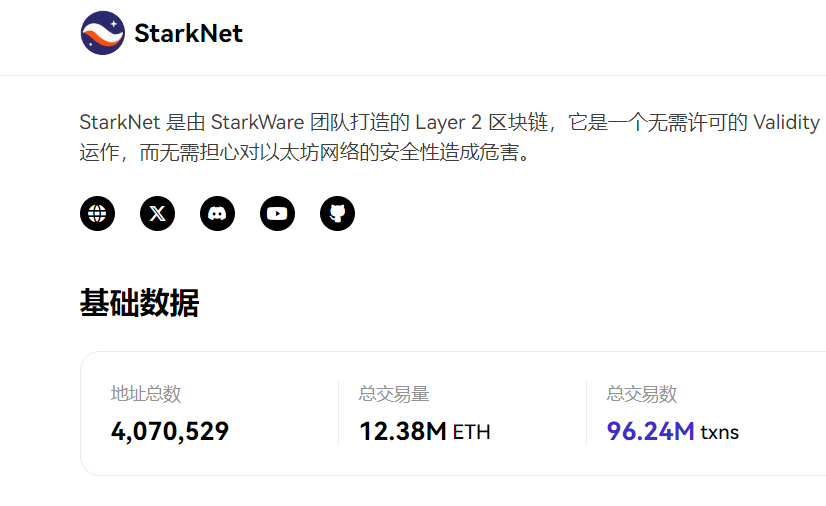 StarkNet
StarkNet 是由 StarkWare 团队打造的 Layer 2 区块链，它是一个无需许可的 Validity
运作，而无需担心对以太坊网络的安全性造成危害。
基础数据
地址总数
4,070,529
总交易量
12.38M ETH
总交易数
96.24M txns